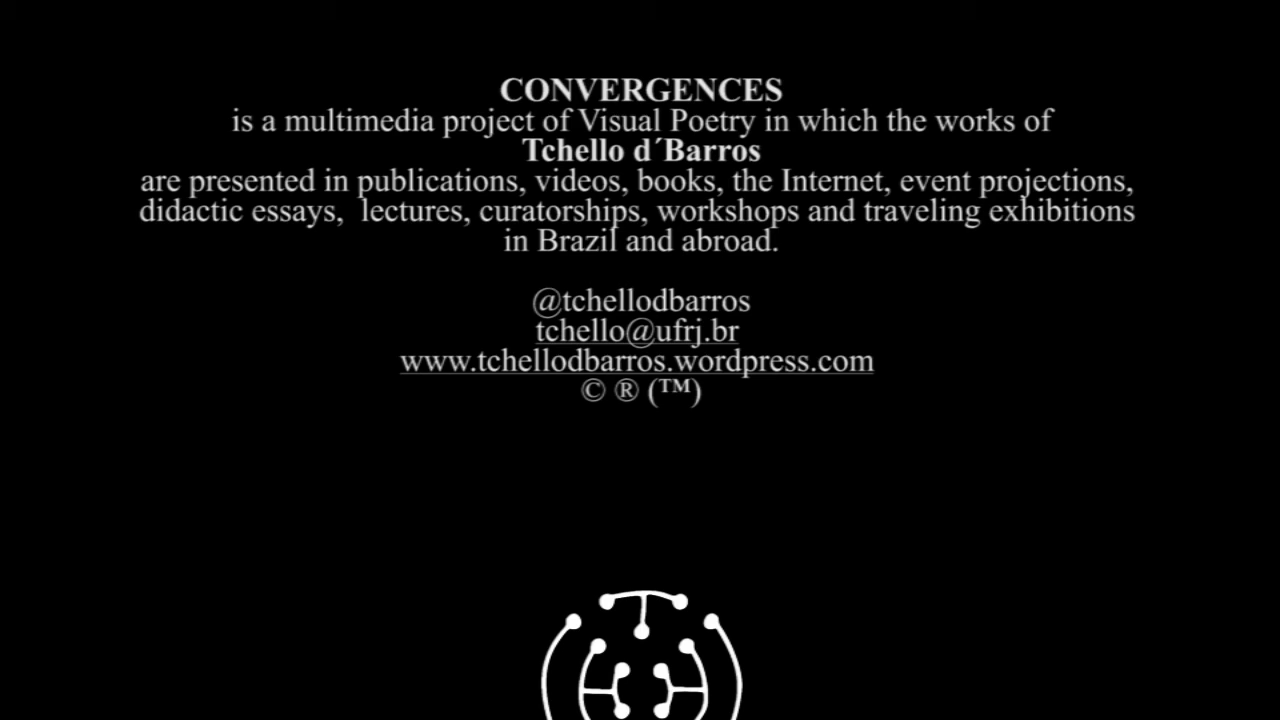 CONVERGENCES
is a multimedia project of Visual Poetry in which the works of
Tchello d´Barros
are presented in publications, videos, books, the Internet, event projections,
didactic essays,  lectures, curatorships, workshops and traveling exhibitions
in Brazil and abroad.
@tchellodbarros
tchello@ufrj.br
www.tchellodbarros.wordpress.com
© ® (™)